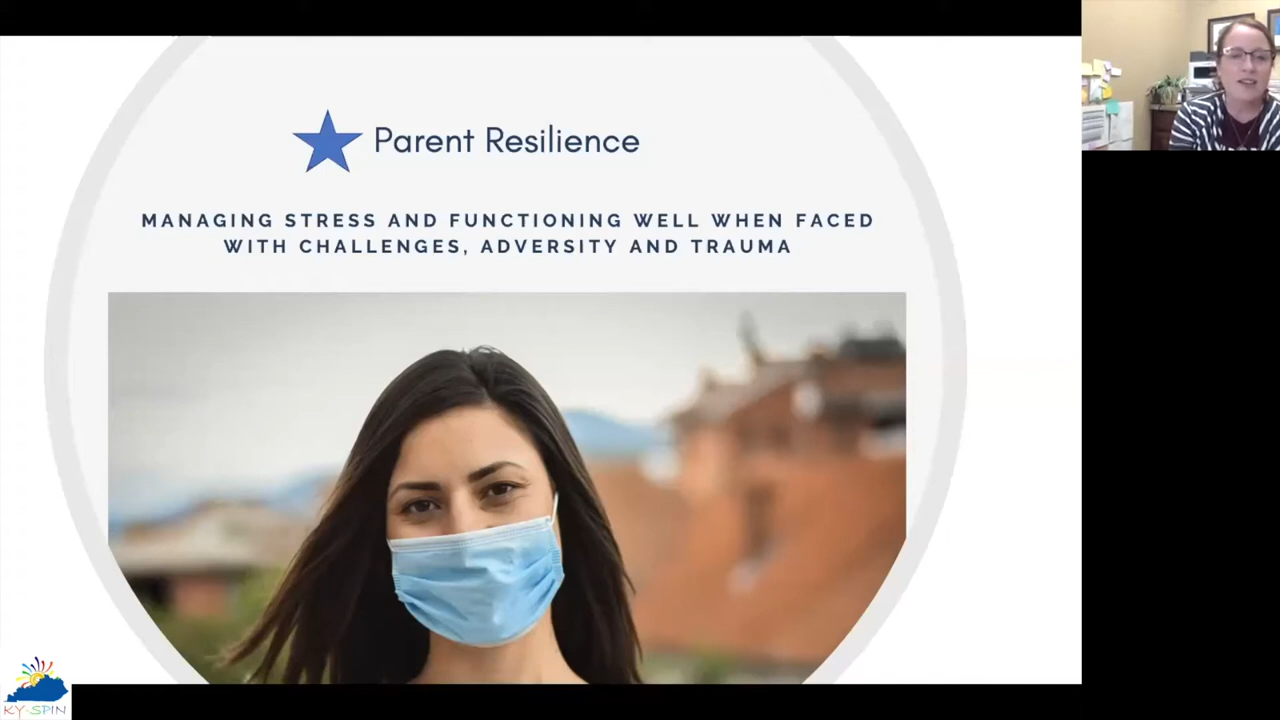 Parent Resilience
MANAGING STRESS AND FUNCTIONING WELL WHEN FACED
WITH CHALLENGES, ADVERSITY AND TRAUMA
KY-SPIN